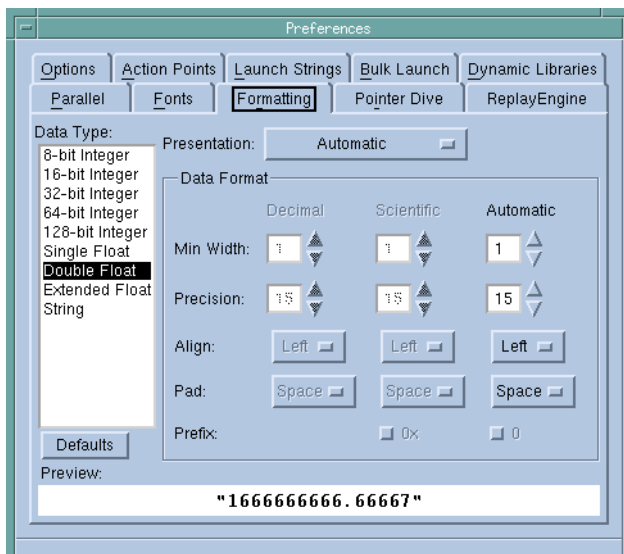 Preferences
Options Action Points Launch Strings Bulk Launch Dynamic Libraries
Parallel Fonts Formatting Pointer Dive ReplayEngine
Data Type:
8-bit Integer
16-bit Integer
32-bit Integer
64-bit Integer
128-bit Integer
Single Float
Double Float
Extended Float
String
Defaults
Presentation: Automatic
Data Format
Decimal Scientific Automatic
Min Width: 1 1 1
Precision: 15 15 15
Align: Left Left Left
Pad: Space Space Space
Prefix: 0x 0
Preview:
"1666666666.66667"